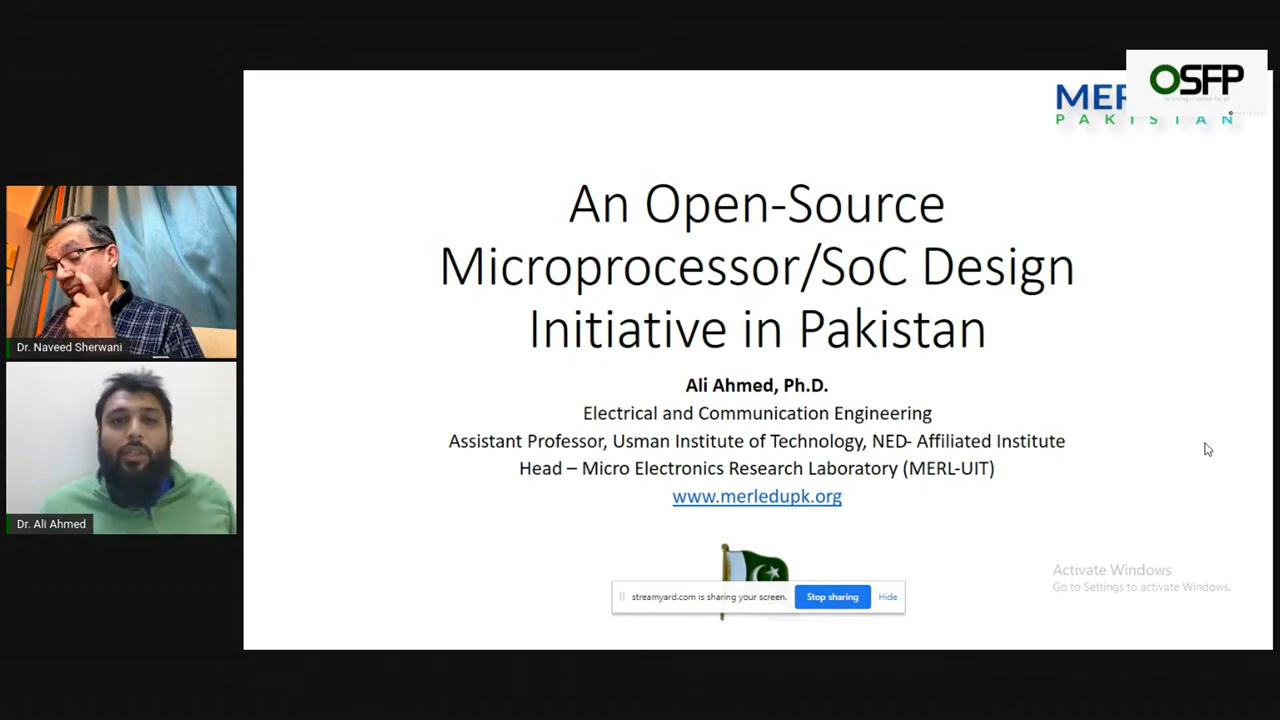 OSFP
MER
PAKISTAN
An Open-Source
Microprocessor/SoC Design
Initiative in Pakistan
Ali Ahmed, Ph.D.
Electrical and Communication Engineering
Assistant Professor, Usman Institute of Technology, NED- Affiliated Institute
Head – Micro Electronics Research Laboratory (MERL-UIT)
www.merledupk.org
Dr. Naveed Sherwani
Dr. Ali Ahmed
Activate Windows
Go to Settings to activate Windows.
streamyard.com is sharing your screen.
Stop sharing
Hide